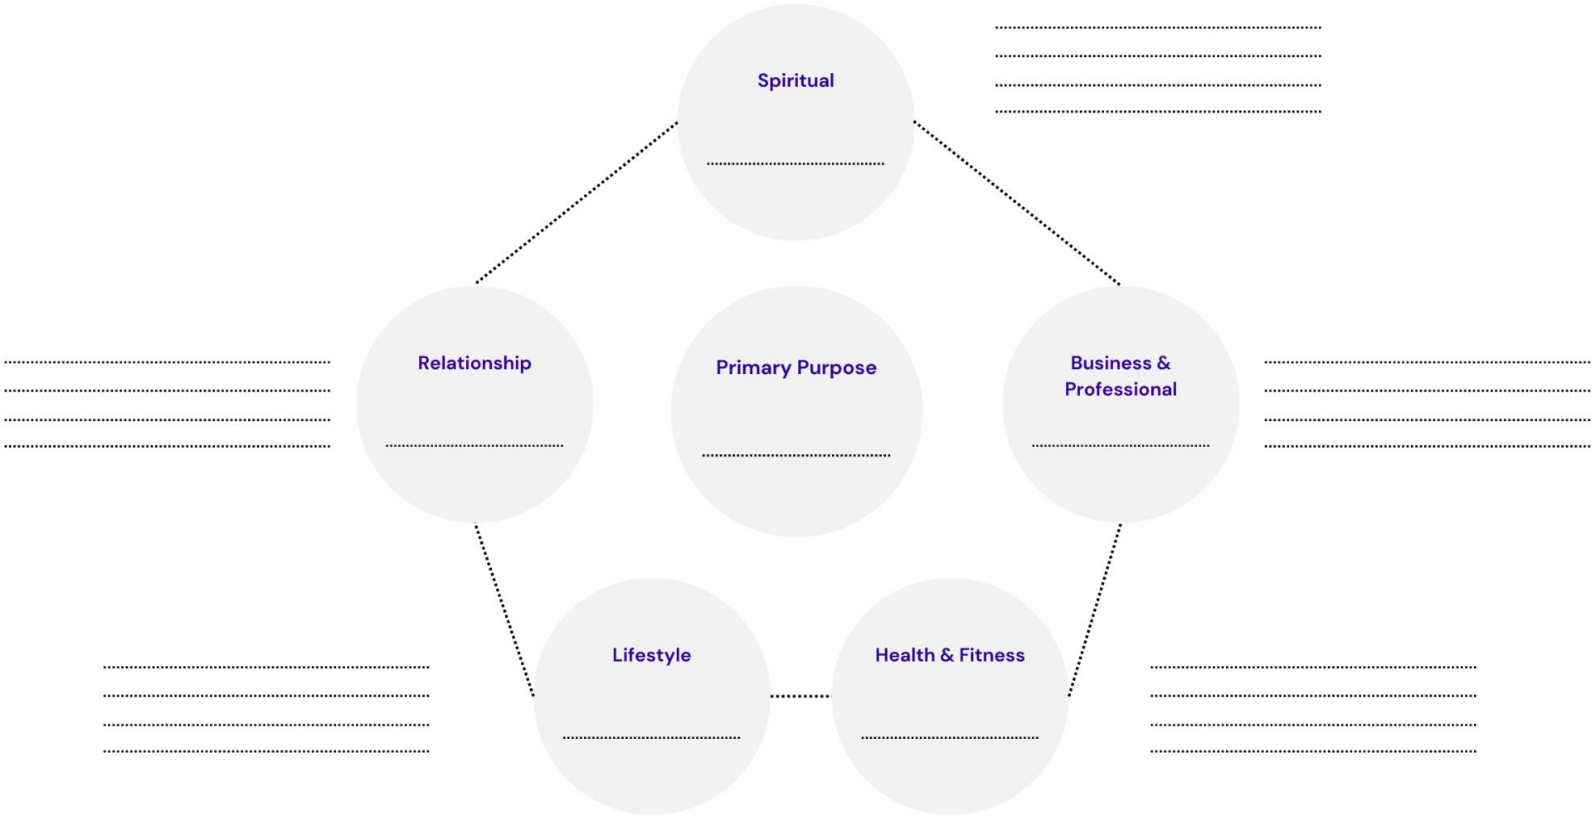 Spiritual
Relationship
Primary Purpose
Business &
Professional
Lifestyle
Health & Fitness